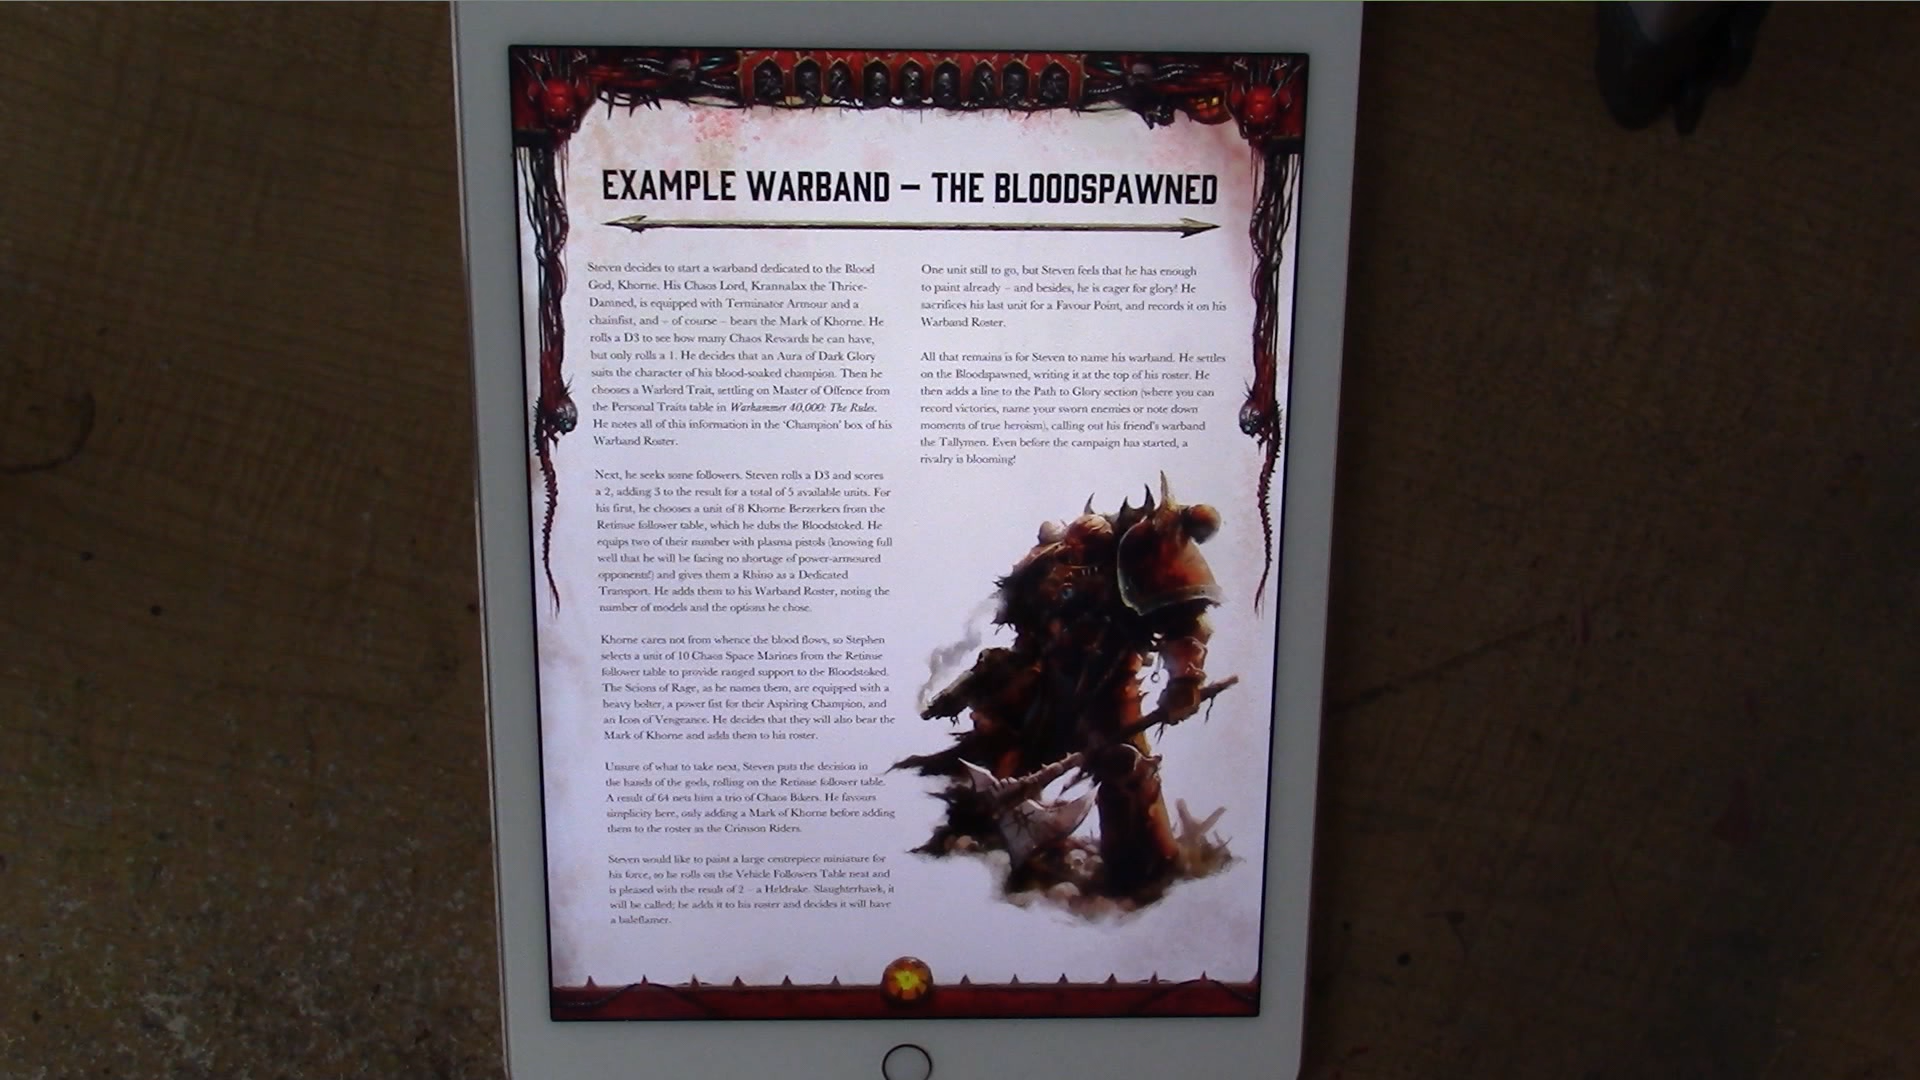 EXAMPLE WARBAND – THE BLOODSPAWNED
Steven decides to start a warband dedicated to the Blood
God, Khorne. His Chaos Lord, Krannalax the Thrice-
Damned, is equipped with Terminator Armour and a
chainfist, and – of course – bears the Mark of Khorne. He
rolls a D3 to see how many Chaos Rewards he can have,
but only rolls a 1. He decides that an Aura of Dark Glory
suits the character of his blood-soaked champion. Then he
chooses a Warlord Trait, settling on Master of Offence from
the Personal Traits table in Warhammer 40,000: The Rules.
He notes all of this information in the ‘Champion’ box of his
Warband Roster.
Next, he seeks some followers. Steven rolls a D3 and scores
a 2, adding 3 to the result for a total of 5 available units. For
his first, he chooses a unit of 8 Khorne Berzerkers from the
Retinue follower table, which he dubs the Bloodstoked. He
equips two of their number with plasma pistols (knowing full
well that he will be facing no shortage of power-armoured
opponents!) and gives them a Rhino as a Dedicated
Transport. He adds them to his Warband Roster, noting the
number of models and the options he chose.
Khorne cares not from whence the blood flows, so Stephen
selects a unit of 10 Chaos Space Marines from the Retinue
follower table to provide ranged support to the Bloodstoked.
The Scions of Rage, as he names them, are equipped with a
heavy bolter, a power fist for their Aspiring Champion, and
an Icon of Vengeance. He decides that they will also bear the
Mark of Khorne and adds them to his roster.
Unsure of what to take next, Steven puts the decision in
the hands of the gods, rolling on the Retinue follower table.
A result of 64 nets him a trio of Chaos Bikers. He favours
simplicity here, only adding a Mark of Khorne before adding
them to the roster as the Crimson Riders.
Steven would like to paint a large centrepiece miniature for
his force, so he rolls on the Vehicle Followers Table next and
is pleased with the result of 2 – a Heldrake. Slaughterhawk, it
will be called; he adds it to his roster and decides it will have
a baleflamer.
One unit still to go, but Steven feels that he has enough
to paint already – and besides, he is eager for glory! He
sacrifices his last unit for a Favour Point, and records it on his
Warband Roster.
All that remains is for Steven to name his warband. He settles
on the Bloodspawned, writing it at the top of his roster. He
then adds a line to the Path to Glory section (where you can
record victories, name your sworn enemies or note down
moments of true heroism), calling out his friend's warband
the Tallymen. Even before the campaign has started, a
rivalry is blooming!